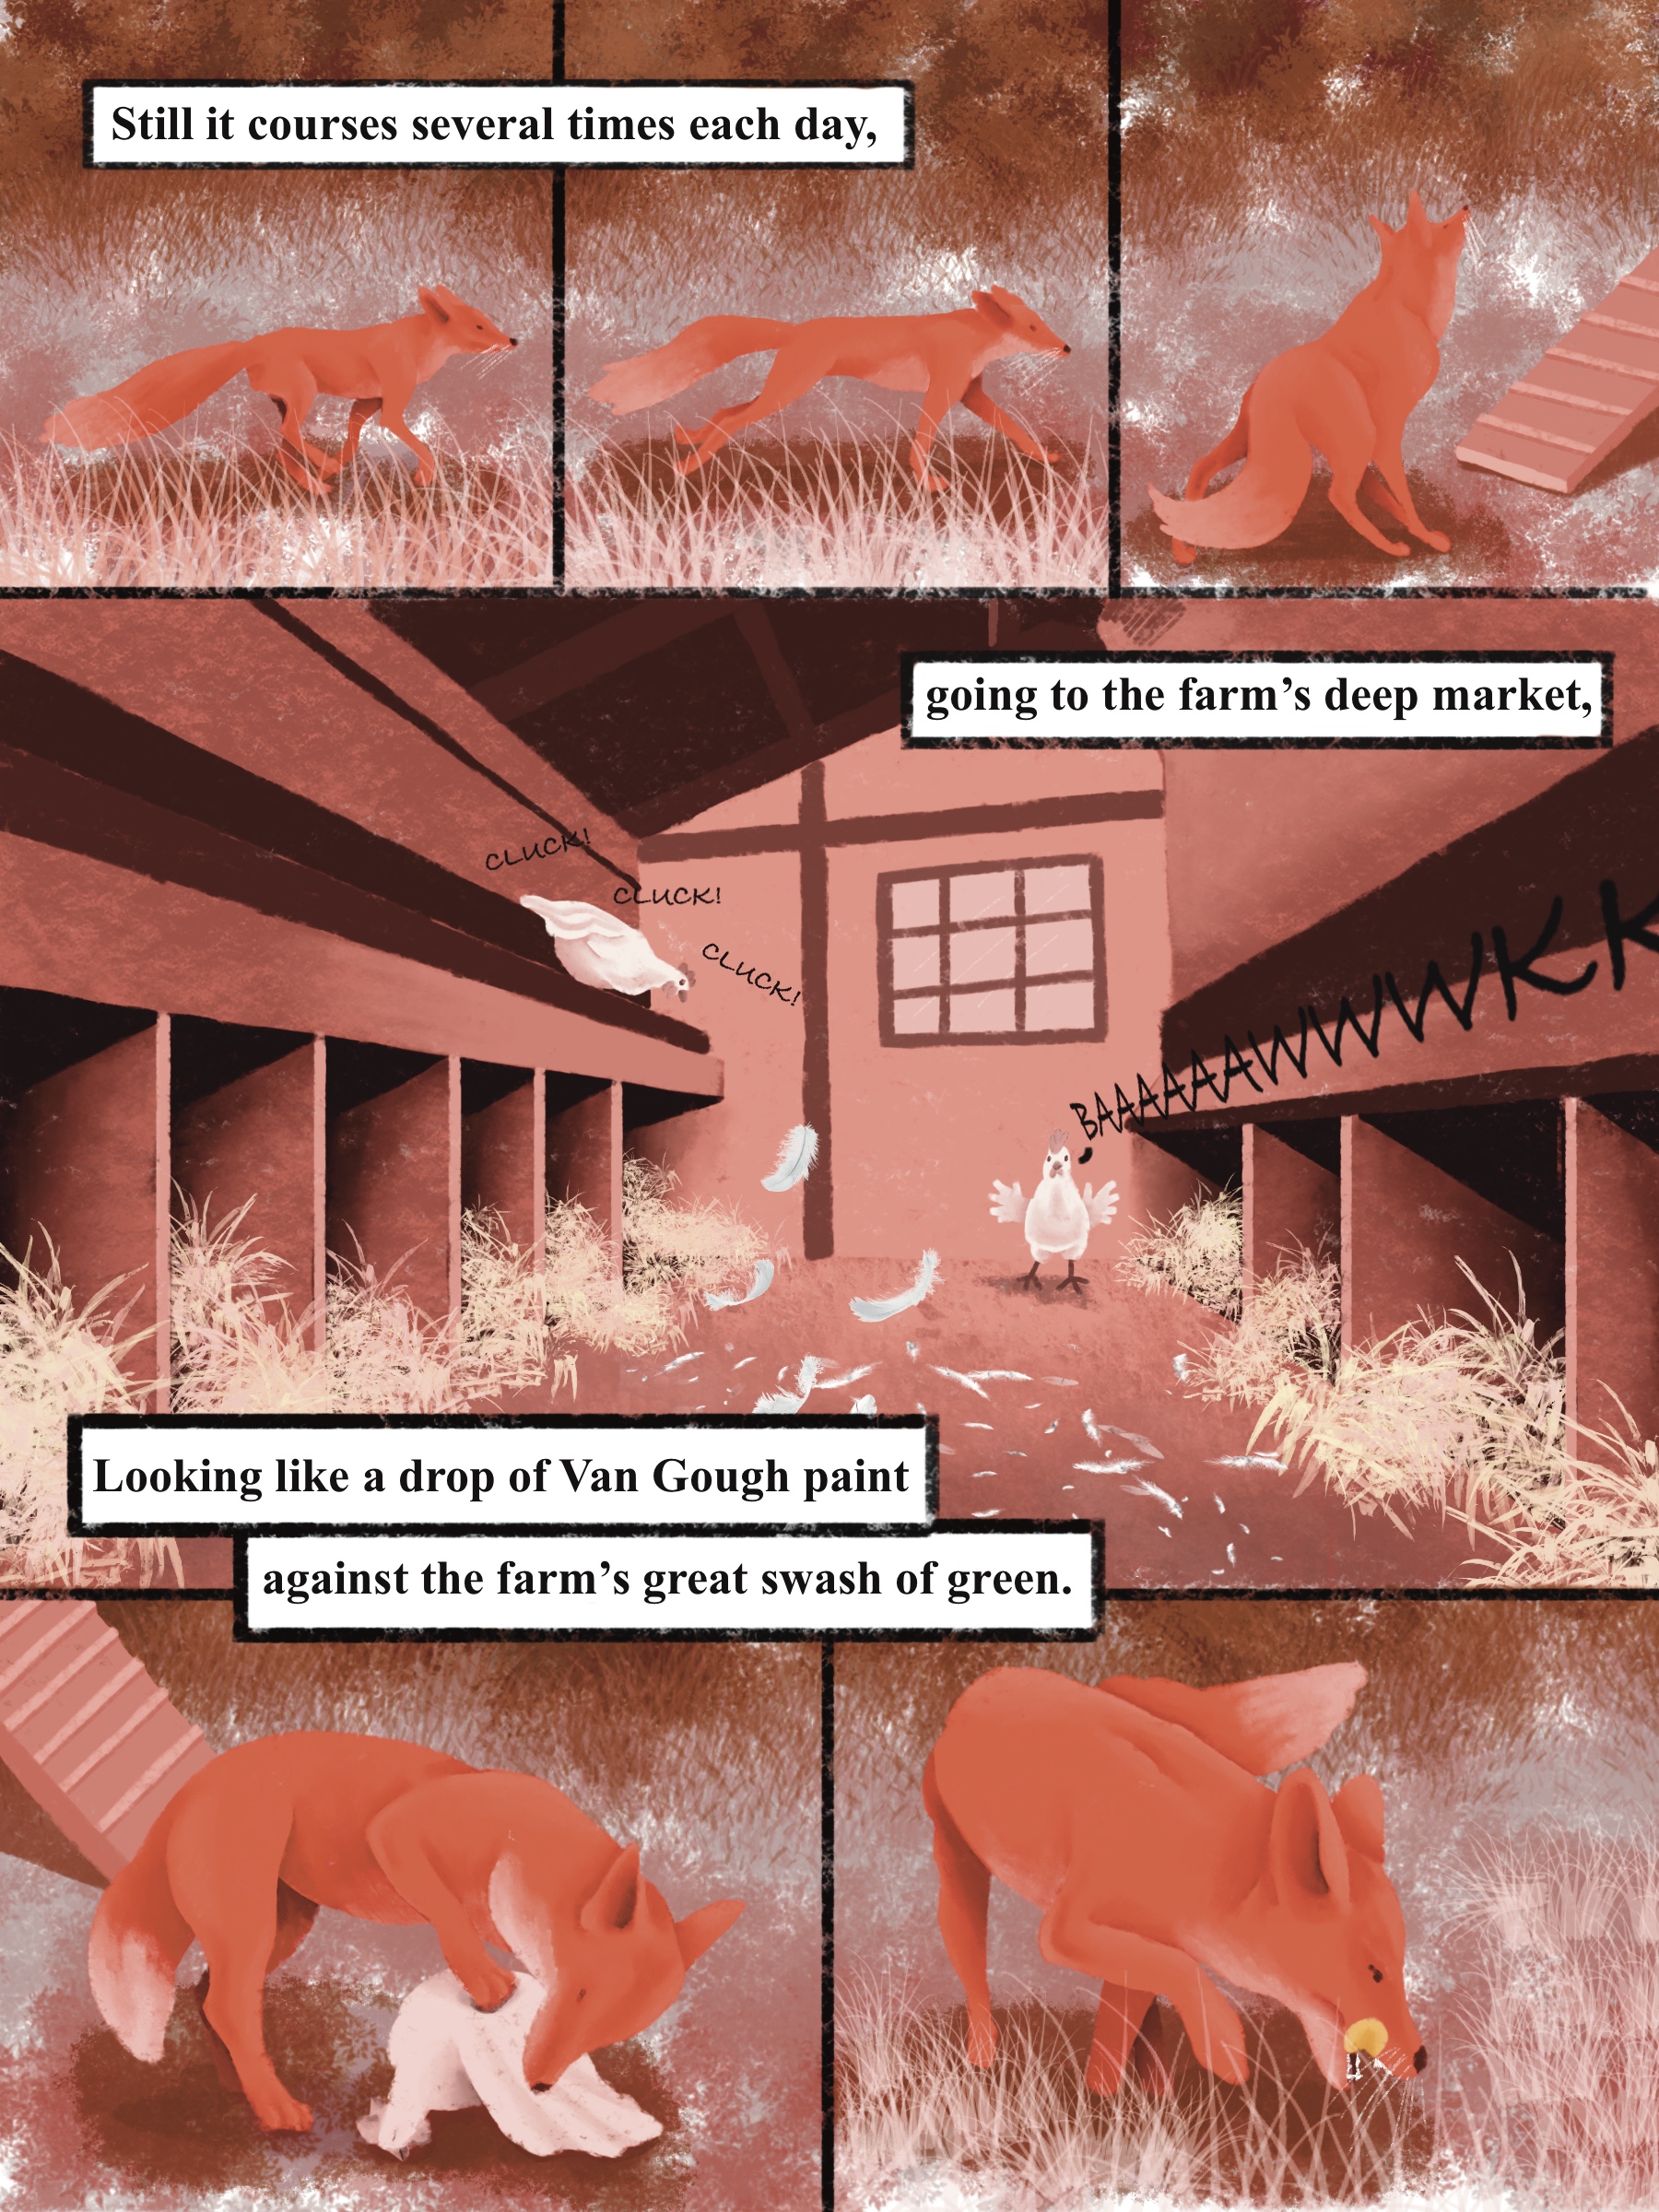 Still it courses several times each day,
going to the farm’s deep market,
CLUCK!
CLUCK!
CLUCK!
BAAAAAAWWWWKK
Looking like a drop of Van Gough paint
against the farm’s great swash of green.